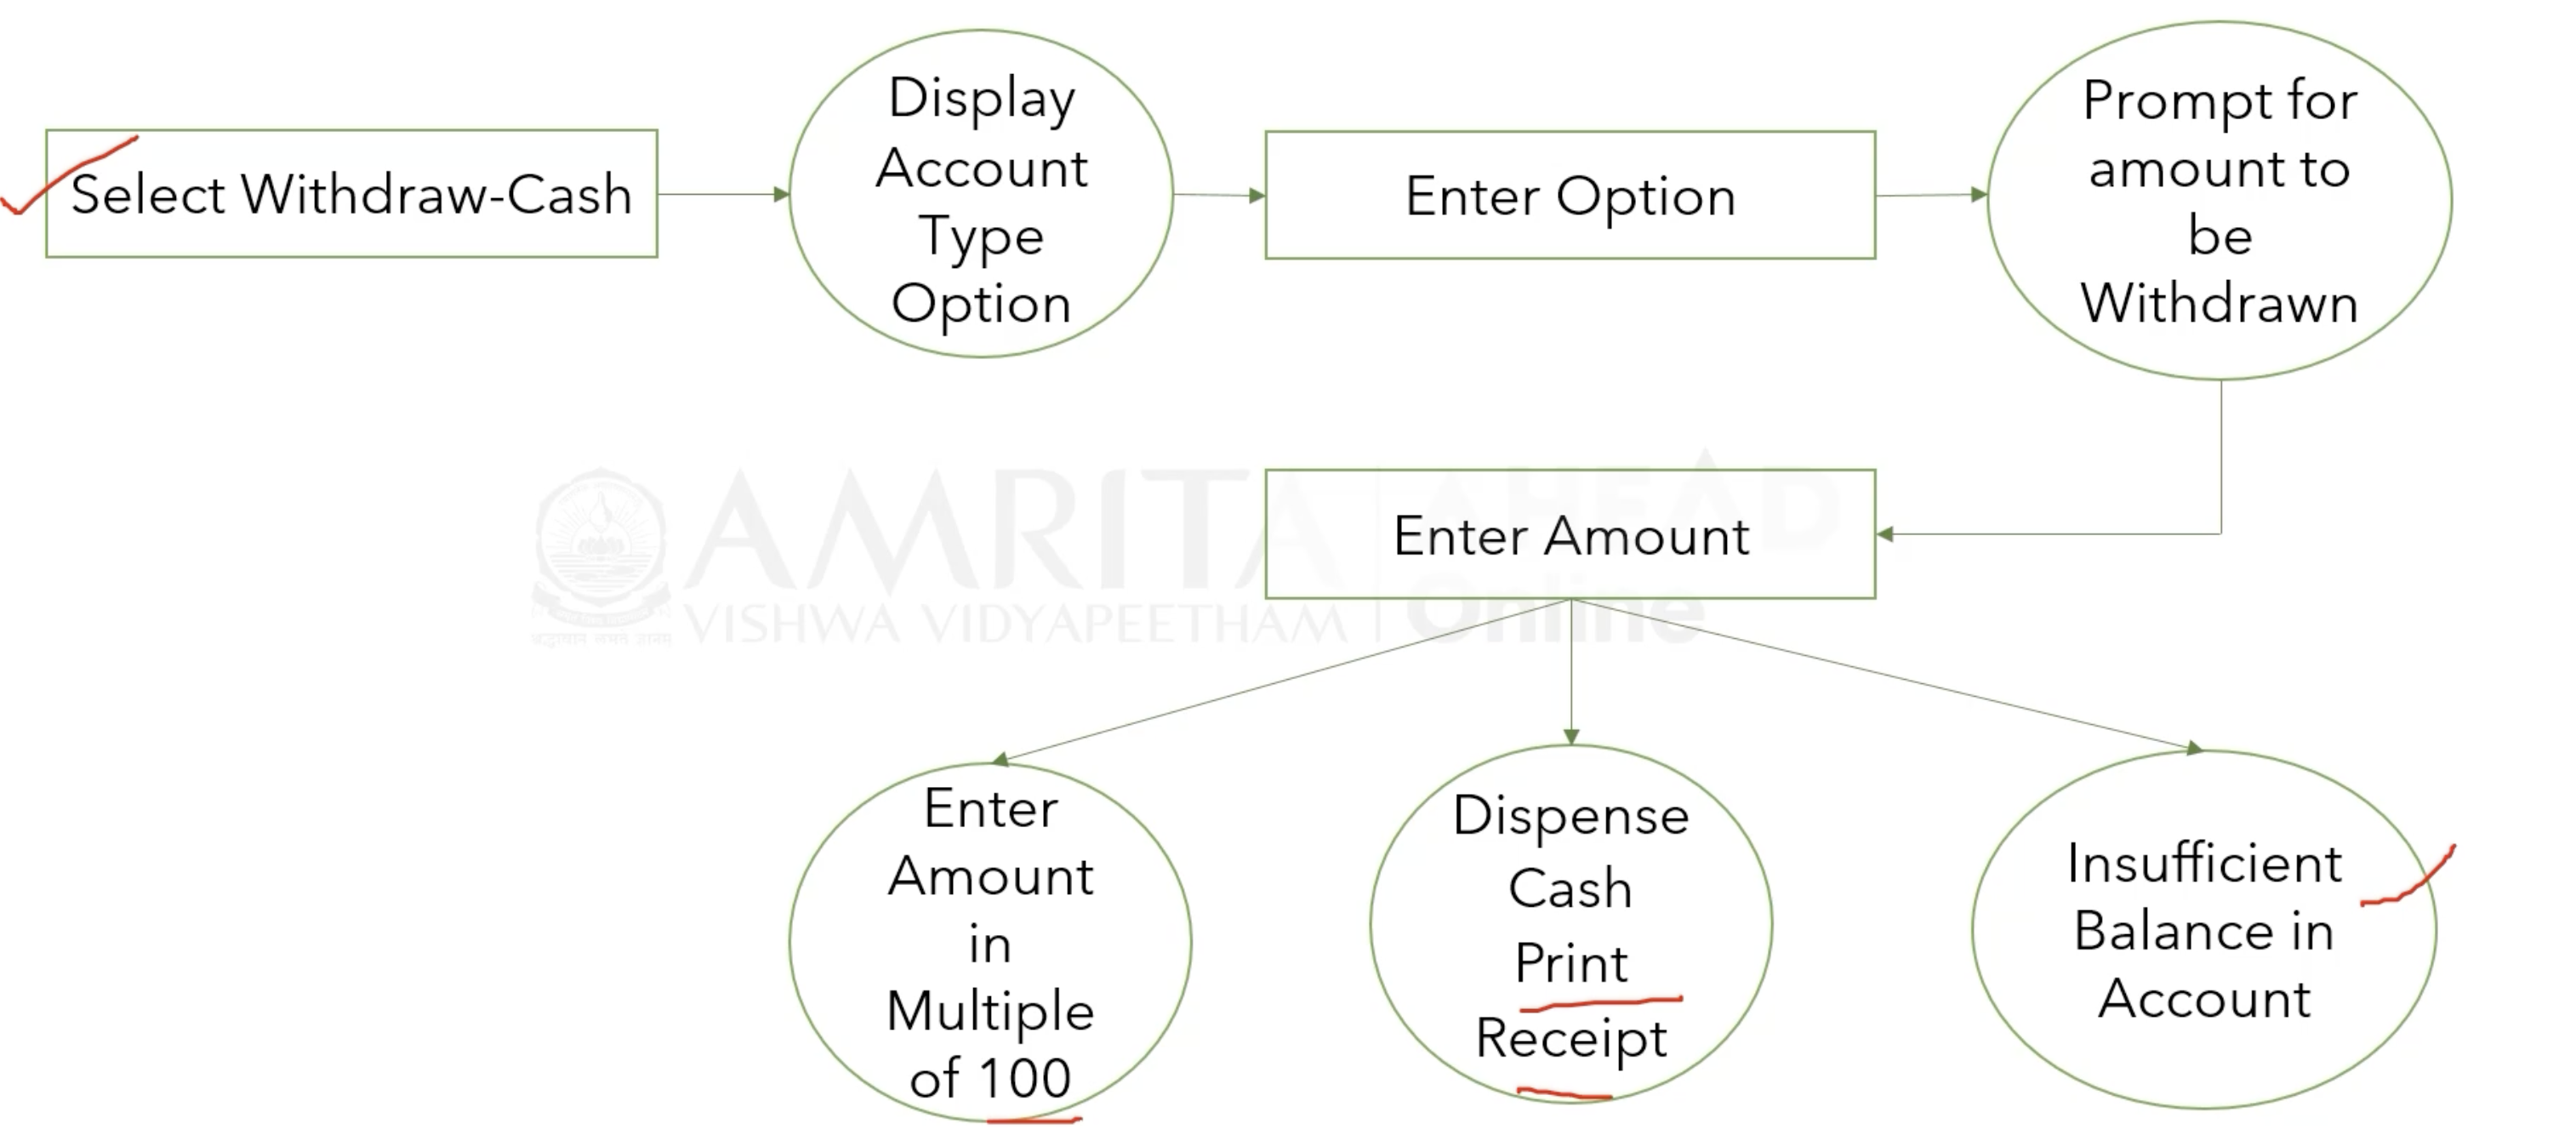 Select Withdraw-Cash
Display
Account
Type
Option
Enter Option
Prompt for
amount to
be
Withdrawn
Enter Amount
AMRITA
VISHWA VIDYAPEETHAM
AHEAD
Online
Enter
Amount
in
Multiple
of 100
Dispense
Cash
Print
Receipt
Insufficient
Balance in
Account